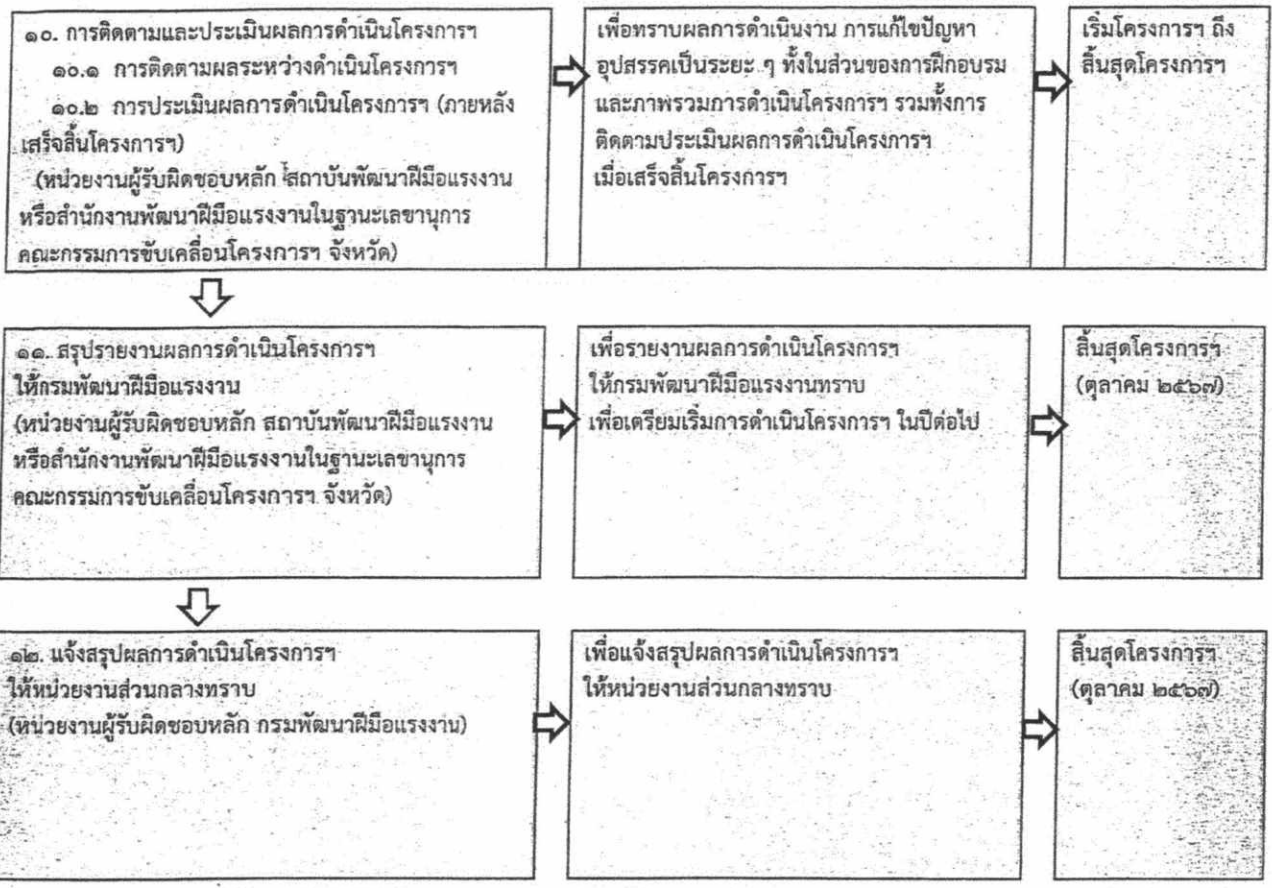 ๑๐. การติดตามและประเมินผลการดำเนินโครงการฯ
๑๐.๑ การติดตามผลระหว่างดำเนินโครงการฯ
๑๐.๒ การประเมินผลการดำเนินโครงการฯ (ภายหลัง
เสร็จสิ้นโครงการฯ)
(หน่วยงานผู้รับผิดชอบหลัก สถาบันพัฒนาฝีมือแรงงาน
หรือสำนักงานพัฒนาฝีมือแรงงานในฐานะเลขานุการ
คณะกรรมการขับเคลื่อนโครงการฯ จังหวัด)
เพื่อทราบผลการดำเนินงาน การแก้ไขปัญหา
อุปสรรคเป็นระยะ ๆ ทั้งในส่วนของการฝึกอบรม
และภาพรวมการดำเนินโครงการฯ รวมทั้งการ
ติดตามประเมินผลการดำเนินโครงการฯ
เมื่อเสร็จสิ้นโครงการฯ
เริ่มโครงการฯ ถึง
สิ้นสุดโครงการฯ
๑๑. สรุปรายงานผลการดำเนินโครงการฯ
ให้กรมพัฒนาฝีมือแรงงาน
(หน่วยงานผู้รับผิดชอบหลัก สถาบันพัฒนาฝีมือแรงงาน
หรือสำนักงานพัฒนาฝีมือแรงงานในฐานะเลขานุการ
คณะกรรมการขับเคลื่อนโครงการฯ จังหวัด)
เพื่อรายงานผลการดำเนินโครงการฯ
ให้กรมพัฒนาฝีมือแรงงานทราบ
เพื่อเตรียมเริ่มการดำเนินโครงการฯ ในปีต่อไป
สิ้นสุดโครงการฯ
(ตุลาคม ๒๕๖๗)
๑๒. แจ้งสรุปผลการดำเนินโครงการฯ
ให้หน่วยงานส่วนกลางทราบ
(หน่วยงานผู้รับผิดชอบหลัก กรมพัฒนาฝีมือแรงงาน)
เพื่อแจ้งสรุปผลการดำเนินโครงการฯ
ให้หน่วยงานส่วนกลางทราบ
สิ้นสุดโครงการฯ
(ตุลาคม ๒๕๖๗)